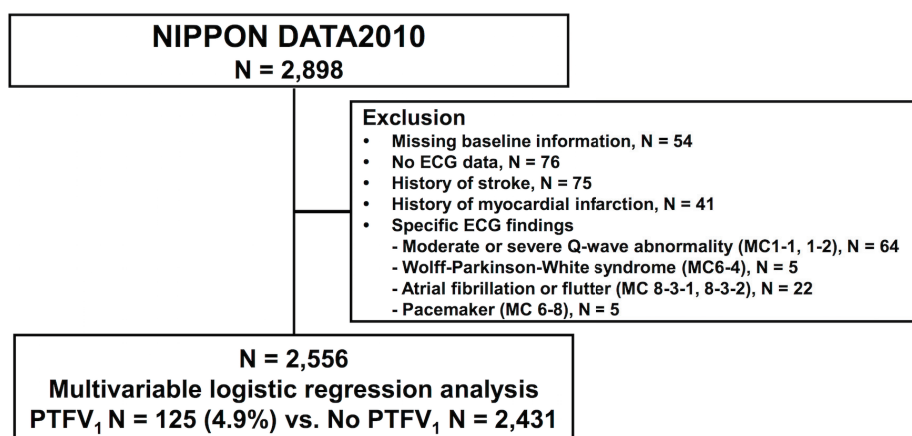 NIPPON DATA2010
N = 2,898
Exclusion
• Missing baseline information, N = 54
• No ECG data, N = 76
• History of stroke, N = 75
• History of myocardial infarction, N = 41
• Specific ECG findings
- Moderate or severe Q-wave abnormality (MC1-1, 1-2), N = 64
- Wolff-Parkinson-White syndrome (MC6-4), N = 5
- Atrial fibrillation or flutter (MC 8-3-1, 8-3-2), N = 22
- Pacemaker (MC 6-8), N = 5
N = 2,556
Multivariable logistic regression analysis
PTFV₁ N = 125 (4.9%) vs. No PTFV₁ N = 2,431